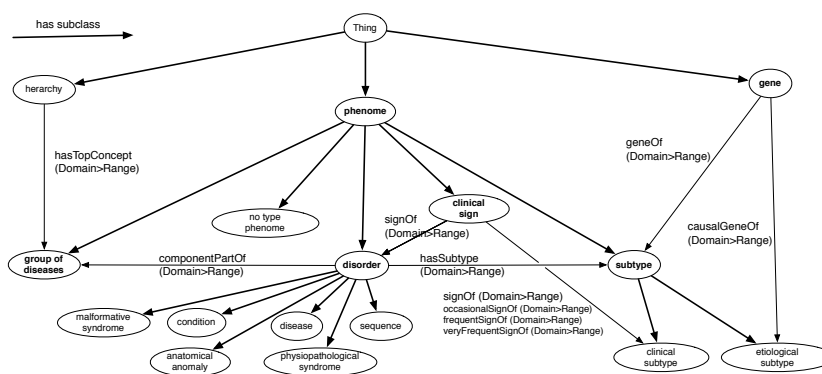 has subclass
Thing
hierarchy
gene
phenome
hasTopConcept
(Domain>Range)
geneOf
(Domain>Range)
clinical
sign
no type
phenome
signOf
(Domain>Range)
causalGeneOf
(Domain>Range)
group of
diseases
componentPartOf
(Domain>Range)
disorder
hasSubtype
(Domain>Range)
subtype
signOf (Domain>Range)
occasionalSignOf (Domain>Range)
frequentSignOf (Domain>Range)
veryFrequentSignOf (Domain>Range)
malformative
syndrome
condition
disease
sequence
anatomical
anomaly
physiopathological
syndrome
clinical
subtype
etiological
subtype